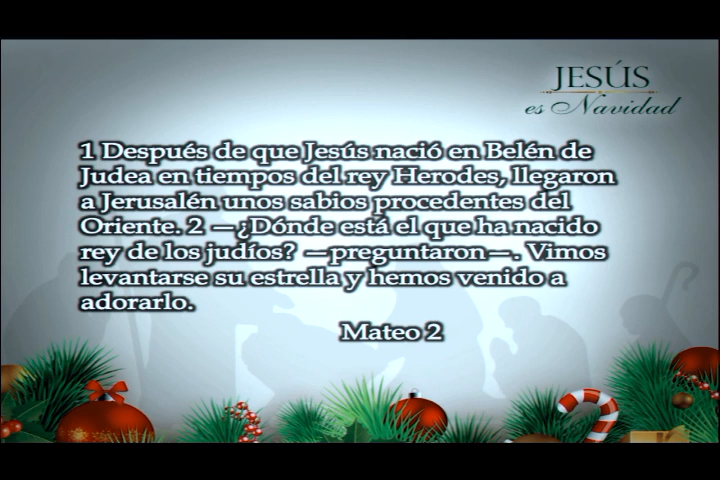 JESÚS
es Navidad
1 Después de que Jesús nació en Belén de
Judea en tiempos del rey Herodes, llegaron
a Jerusalén unos sabios procedentes del
Oriente. 2 —¿Dónde está el que ha nacido
rey de los judíos? —preguntaron—. Vimos
levantarse su estrella y hemos venido a
adorarlo.
Mateo 2